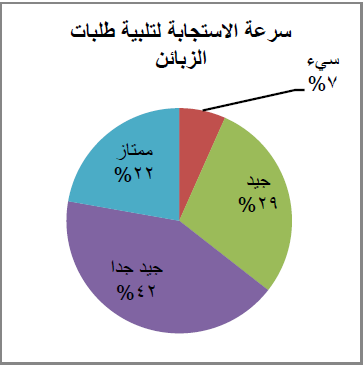 سرعة الاستجابة لتلبية طلبات
الزبائن
سيء
%٧
جيد
%٢٩
جيد جدا
%٤٢
ممتاز
%٢٢